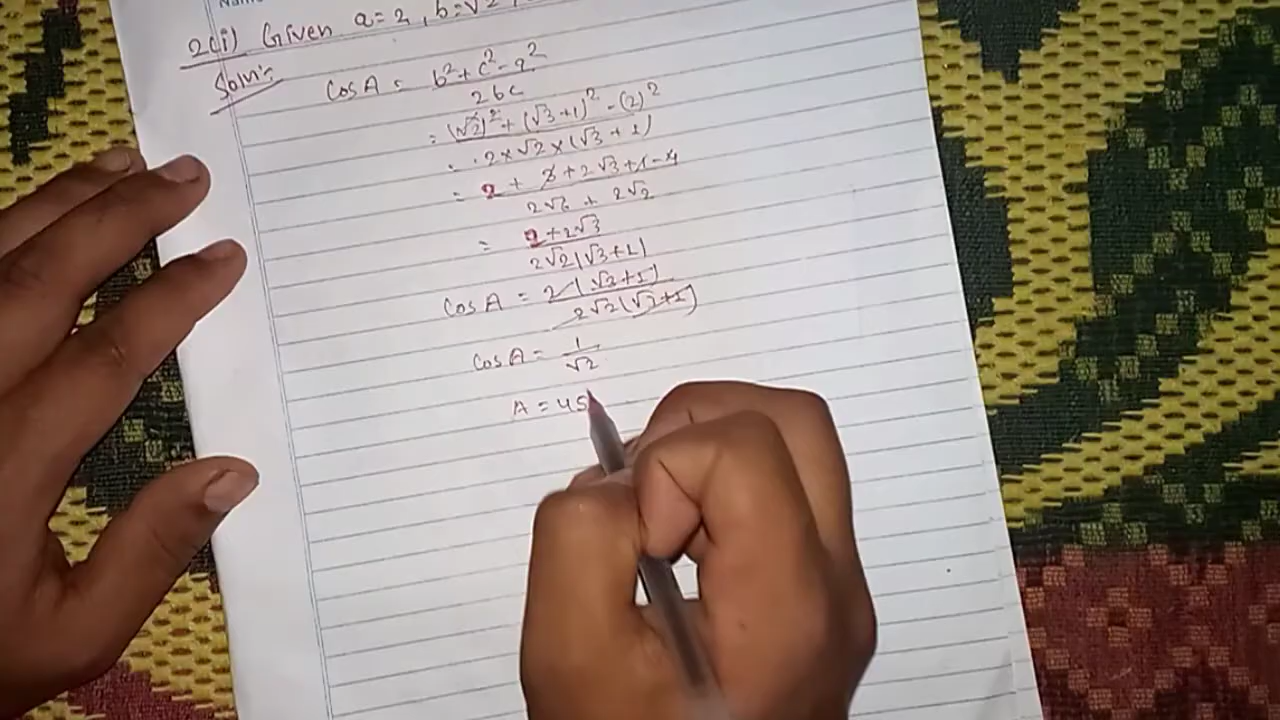 2(i) Given a = 2, b = √2,
Solnː
Cos A = b² + c² - a² / 2bc
= (√2)² + (√3+1)² - (2)² / 2×√2×(√3+1)
= 2 + 3 + 2√3 + 1 - 4 / 2√6 + 2√2
= 2 + 2√3 / 2√2(√3+1)
Cos A = 2(√3+1) / 2√2(√3+1)
Cos A = 1/√2
A = 45